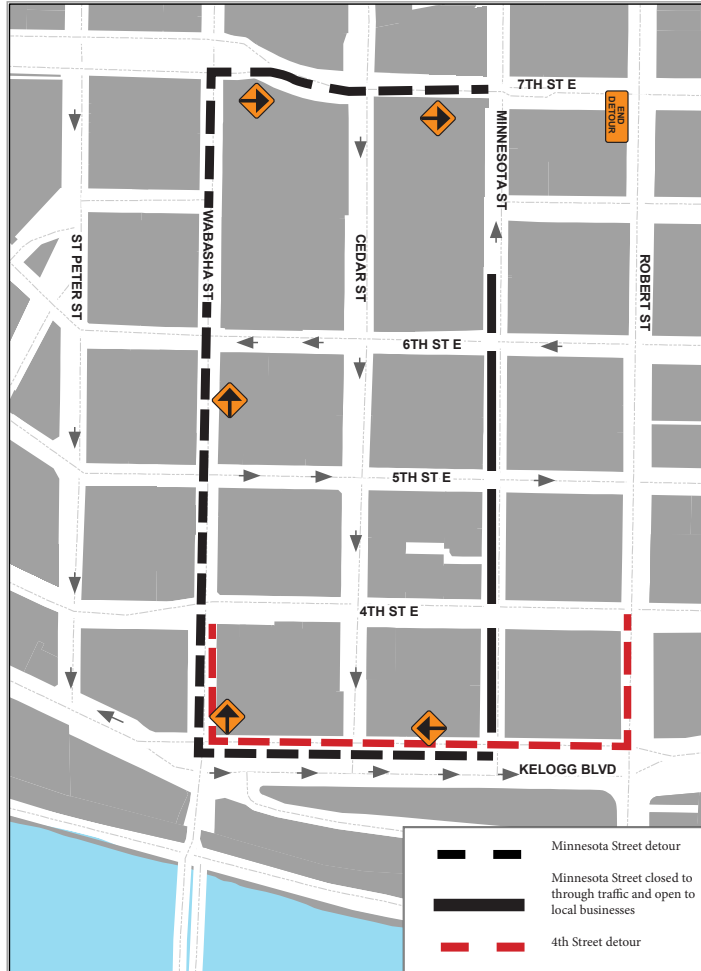 7TH ST E
END
DETOUR
MINNESOTA ST
WABASHA ST
ST PETER ST
CEDAR ST
ROBERT ST
6TH ST E
5TH ST E
4TH ST E
KELOGG BLVD
Minnesota Street detour
Minnesota Street closed to
through traffic and open to
local businesses
4th Street detour